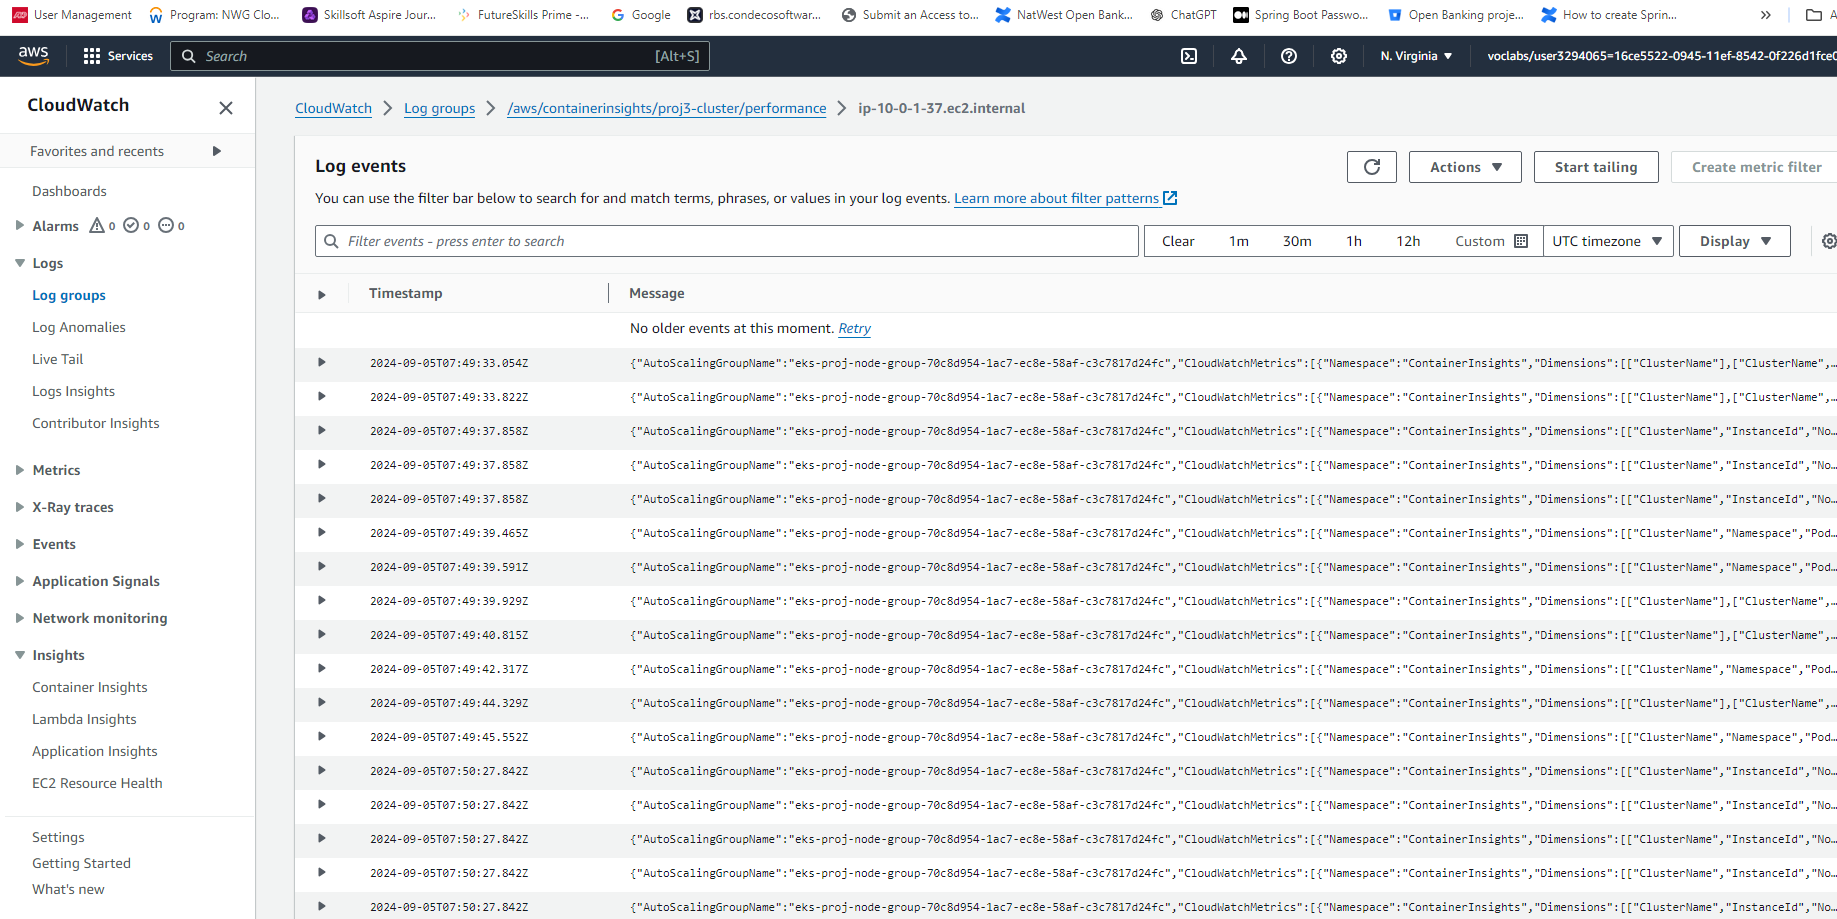 User Management Program: NWG Clo... Skillsoft Aspire Jour... FutureSkills Prime -... Google rbs.condecosoftwar... Submit an Access to... NatWest Open Bank... ChatGPT Spring Boot Passwo... Open Banking proje... How to create Sprin... »
aws Services Search [Alt+S] N. Virginia voclabs/user3294065=16ce5522-0945-11ef-8542-0f226d1fce0
CloudWatch
Favorites and recents
Dashboards
Alarms 0 0 0
Logs
Log groups
Log Anomalies
Live Tail
Logs Insights
Contributor Insights
Metrics
X-Ray traces
Events
Application Signals
Network monitoring
Insights
Container Insights
Lambda Insights
Application Insights
EC2 Resource Health
Settings
Getting Started
What's new
CloudWatch > Log groups > /aws/containerinsights/proj3-cluster/performance > ip-10-0-1-37.ec2.internal
Log events
Actions Start tailing Create metric filter
You can use the filter bar below to search for and match terms, phrases, or values in your log events. Learn more about filter patterns
Filter events - press enter to search Clear 1m 30m 1h 12h Custom UTC timezone Display
Timestamp Message
No older events at this moment. Retry
2024-09-05T07:49:33.054Z {"AutoScalingGroupName":"eks-proj-node-group-70c8d954-1ac7-ec8e-58af-c3c7817d24fc","CloudWatchMetrics":[{"Namespace":"ContainerInsights","Dimensions":[["ClusterName"],["ClusterName",...
2024-09-05T07:49:33.822Z {"AutoScalingGroupName":"eks-proj-node-group-70c8d954-1ac7-ec8e-58af-c3c7817d24fc","CloudWatchMetrics":[{"Namespace":"ContainerInsights","Dimensions":[["ClusterName"],["ClusterName",...
2024-09-05T07:49:37.858Z {"AutoScalingGroupName":"eks-proj-node-group-70c8d954-1ac7-ec8e-58af-c3c7817d24fc","CloudWatchMetrics":[{"Namespace":"ContainerInsights","Dimensions":[["ClusterName","InstanceId","No...
2024-09-05T07:49:37.858Z {"AutoScalingGroupName":"eks-proj-node-group-70c8d954-1ac7-ec8e-58af-c3c7817d24fc","CloudWatchMetrics":[{"Namespace":"ContainerInsights","Dimensions":[["ClusterName","InstanceId","No...
2024-09-05T07:49:37.858Z {"AutoScalingGroupName":"eks-proj-node-group-70c8d954-1ac7-ec8e-58af-c3c7817d24fc","CloudWatchMetrics":[{"Namespace":"ContainerInsights","Dimensions":[["ClusterName","InstanceId","No...
2024-09-05T07:49:39.465Z {"AutoScalingGroupName":"eks-proj-node-group-70c8d954-1ac7-ec8e-58af-c3c7817d24fc","CloudWatchMetrics":[{"Namespace":"ContainerInsights","Dimensions":[["ClusterName","Namespace","Pod...
2024-09-05T07:49:39.591Z {"AutoScalingGroupName":"eks-proj-node-group-70c8d954-1ac7-ec8e-58af-c3c7817d24fc","CloudWatchMetrics":[{"Namespace":"ContainerInsights","Dimensions":[["ClusterName","Namespace","Pod...
2024-09-05T07:49:39.929Z {"AutoScalingGroupName":"eks-proj-node-group-70c8d954-1ac7-ec8e-58af-c3c7817d24fc","CloudWatchMetrics":[{"Namespace":"ContainerInsights","Dimensions":[["ClusterName"],["ClusterName",...
2024-09-05T07:49:40.815Z {"AutoScalingGroupName":"eks-proj-node-group-70c8d954-1ac7-ec8e-58af-c3c7817d24fc","CloudWatchMetrics":[{"Namespace":"ContainerInsights","Dimensions":[["ClusterName"],["ClusterName",...
2024-09-05T07:49:42.317Z {"AutoScalingGroupName":"eks-proj-node-group-70c8d954-1ac7-ec8e-58af-c3c7817d24fc","CloudWatchMetrics":[{"Namespace":"ContainerInsights","Dimensions":[["ClusterName","Namespace","Pod...
2024-09-05T07:49:44.329Z {"AutoScalingGroupName":"eks-proj-node-group-70c8d954-1ac7-ec8e-58af-c3c7817d24fc","CloudWatchMetrics":[{"Namespace":"ContainerInsights","Dimensions":[["ClusterName"],["ClusterName",...
2024-09-05T07:49:45.552Z {"AutoScalingGroupName":"eks-proj-node-group-70c8d954-1ac7-ec8e-58af-c3c7817d24fc","CloudWatchMetrics":[{"Namespace":"ContainerInsights","Dimensions":[["ClusterName","Namespace","Pod...
2024-09-05T07:50:27.842Z {"AutoScalingGroupName":"eks-proj-node-group-70c8d954-1ac7-ec8e-58af-c3c7817d24fc","CloudWatchMetrics":[{"Namespace":"ContainerInsights","Dimensions":[["ClusterName","InstanceId","No...
2024-09-05T07:50:27.842Z {"AutoScalingGroupName":"eks-proj-node-group-70c8d954-1ac7-ec8e-58af-c3c7817d24fc","CloudWatchMetrics":[{"Namespace":"ContainerInsights","Dimensions":[["ClusterName","InstanceId","No...
2024-09-05T07:50:27.842Z {"AutoScalingGroupName":"eks-proj-node-group-70c8d954-1ac7-ec8e-58af-c3c7817d24fc","CloudWatchMetrics":[{"Namespace":"ContainerInsights","Dimensions":[["ClusterName","InstanceId","No...
2024-09-05T07:50:27.842Z {"AutoScalingGroupName":"eks-proj-node-group-70c8d954-1ac7-ec8e-58af-c3c7817d24fc","CloudWatchMetrics":[{"Namespace":"ContainerInsights","Dimensions":[["ClusterName","InstanceId","No...
2024-09-05T07:50:27.842Z {"AutoScalingGroupName":"eks-proj-node-group-70c8d954-1ac7-ec8e-58af-c3c7817d24fc","CloudWatchMetrics":[{"Namespace":"ContainerInsights","Dimensions":[["ClusterName","InstanceId","No...